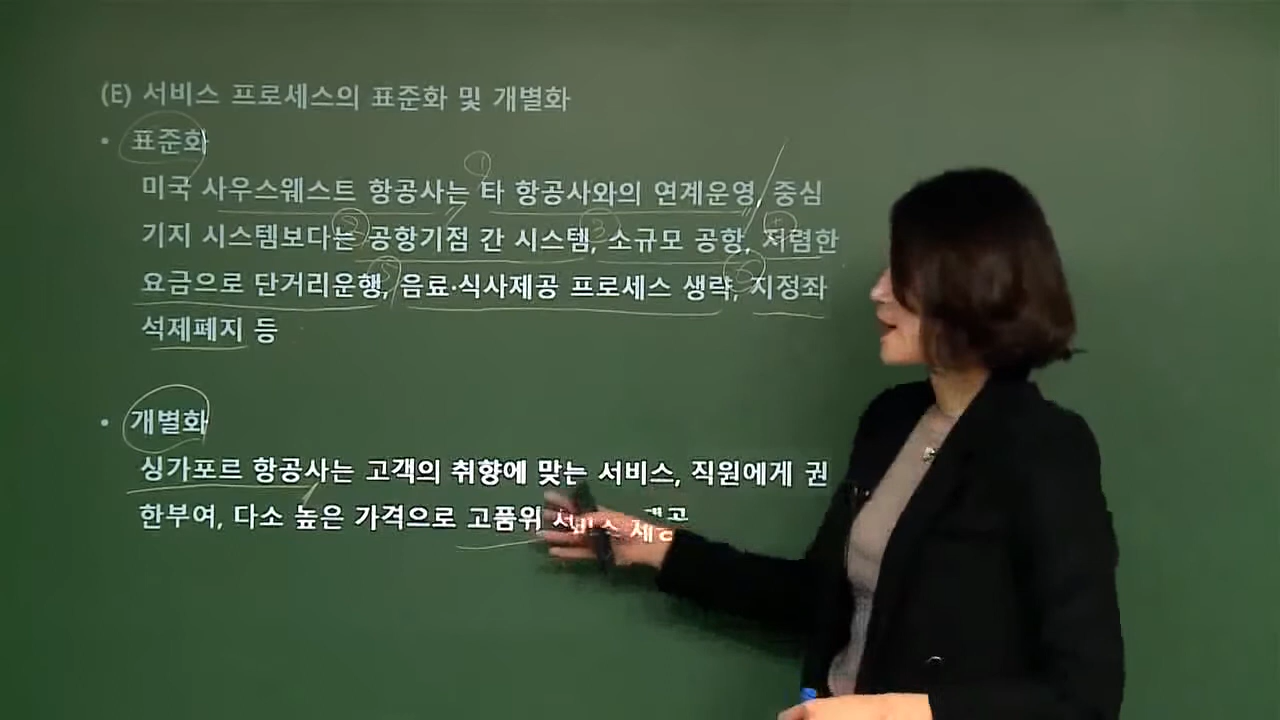 (E) 서비스 프로세스의 표준화 및 개별화
• 표준화
미국 사우스웨스트 항공사는 타 항공사와의 연계운영, 중심
기지 시스템보다는 공항기점 간 시스템, 소규모 공항, 저렴한
요금으로 단거리운행, 음료·식사제공 프로세스 생략, 지정좌
석제폐지 등
• 개별화
싱가포르 항공사는 고객의 취향에 맞는 서비스, 직원에게 권
한부여, 다소 높은 가격으로 고품위 서비스 제공